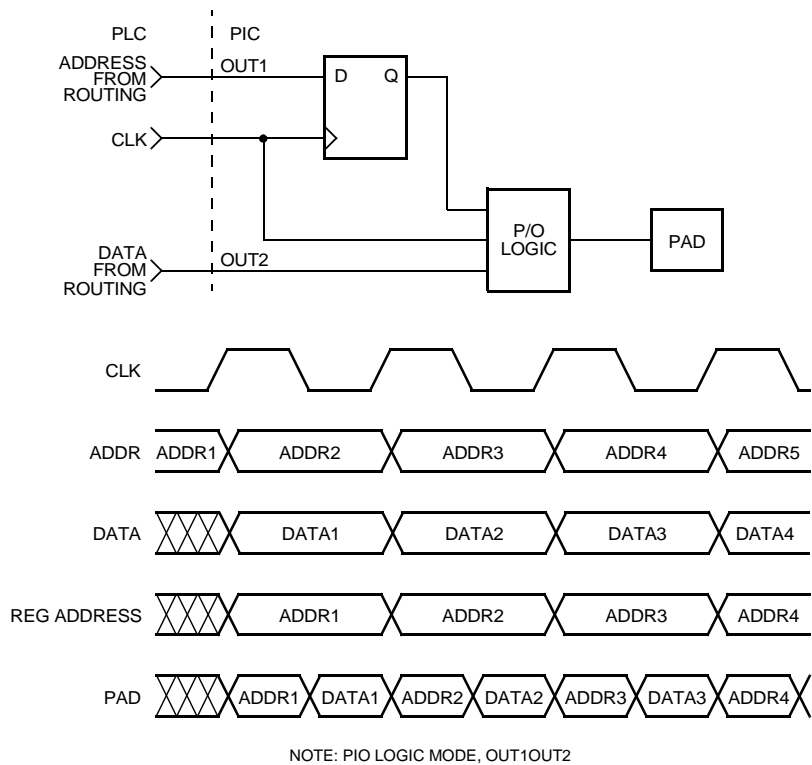 PLC PIC
ADDRESS
FROM
ROUTING
OUT1
D Q
CLK
P/O
LOGIC
PAD
DATA
FROM
ROUTING
OUT2
CLK
ADDR ADDR1 ADDR2 ADDR3 ADDR4 ADDR5
DATA DATA1 DATA2 DATA3 DATA4
REG ADDRESS ADDR1 ADDR2 ADDR3 ADDR4
PAD ADDR1 DATA1 ADDR2 DATA2 ADDR3 DATA3 ADDR4
NOTE: PIO LOGIC MODE, OUT1OUT2